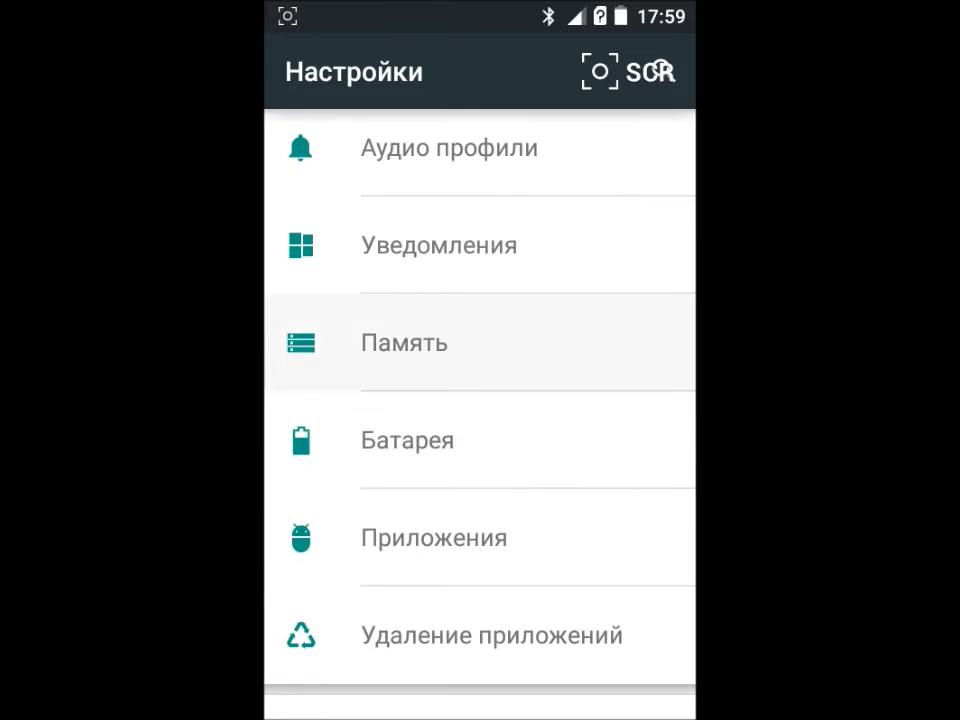 17:59
Настройки SCR
Аудио профили
Уведомления
Память
Батарея
Приложения
Удаление приложений